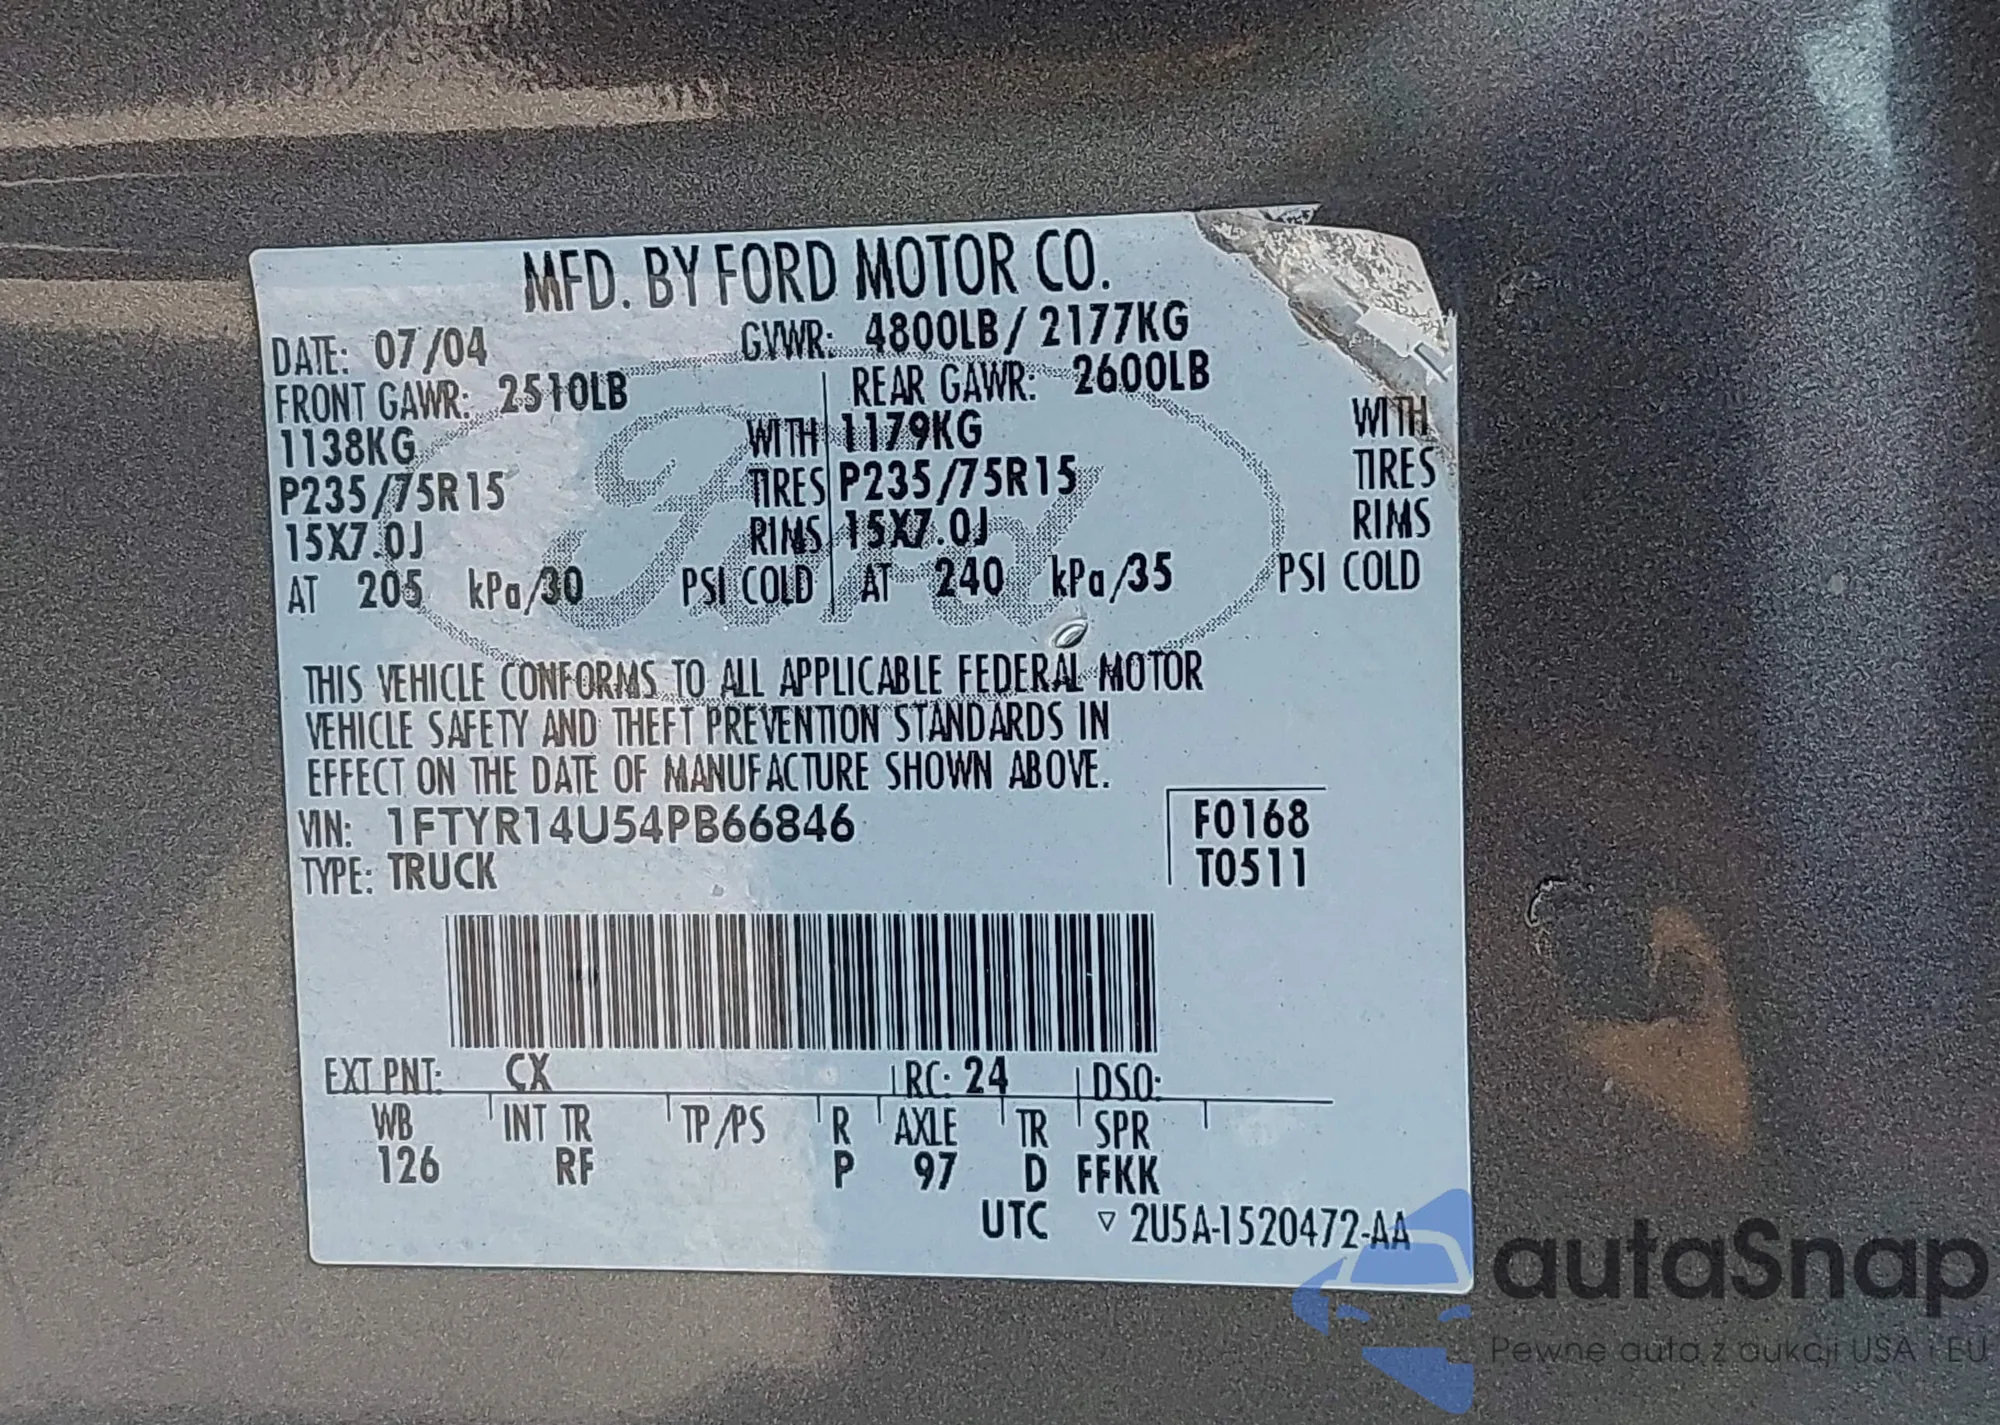 MFD. BY FORD MOTOR CO.
DATE: 07/04 GVWR: 4800LB/ 2177KG
FRONT GAWR: 2510LB REAR GAWR: 2600LB
1138KG WITH 1179KG WITH
P235/75R15 TIRES P235/75R15 TIRES
15X7.0J RIMS 15X7.0J RIMS
AT 205 kPa/30 PSI COLD AT 240 kPa/35 PSI COLD
Ford
THIS VEHICLE CONFORMS TO ALL APPLICABLE FEDERAL MOTOR
VEHICLE SAFETY AND THEFT PREVENTION STANDARDS IN
EFFECT ON THE DATE OF MANUFACTURE SHOWN ABOVE.
VIN: 1FTYR14U54PB66846 F0168
TYPE: TRUCK T0511
EXT PNT: CX RC: 24 DSO:
WB INT TR TP/PS R AXLE TR SPR
126 RF P 97 D FFKK
UTC ▽ 2U5A-1520472-AA
autaSnap
Pewne auta z aukcji USA i EU